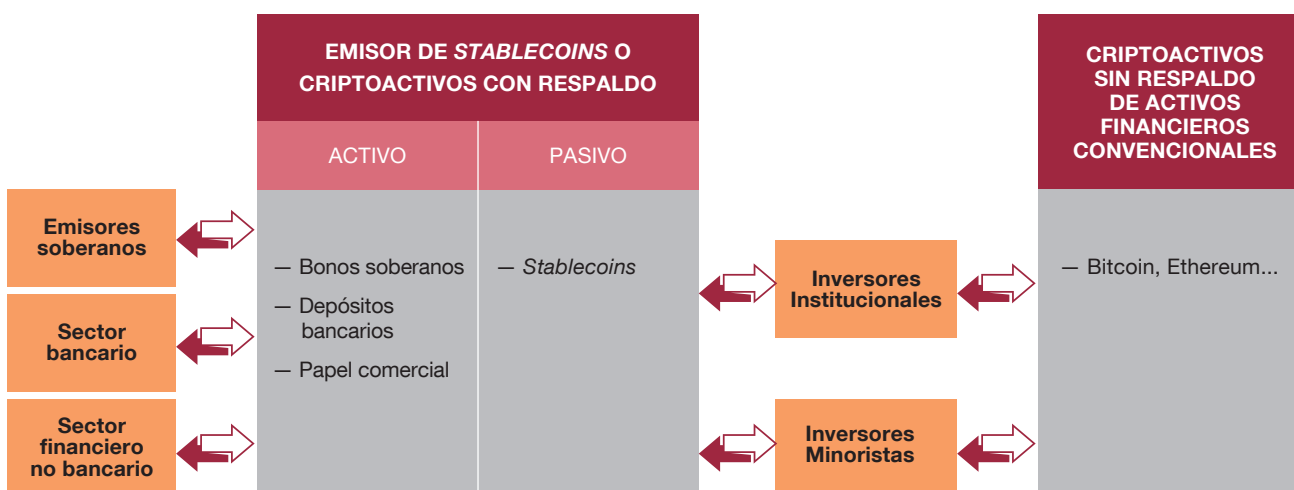 EMISOR DE STABLECOINS O
CRIPTOACTIVOS CON RESPALDO
ACTIVO
PASIVO
CRIPTOACTIVOS
SIN RESPALDO
DE ACTIVOS
FINANCIEROS
CONVENCIONALES
Emisores
soberanos
Sector
bancario
Sector
financiero
no bancario
— Bonos soberanos
— Depósitos
bancarios
— Papel comercial
— Stablecoins
Inversores
Institucionales
Inversores
Minoristas
— Bitcoin, Ethereum...